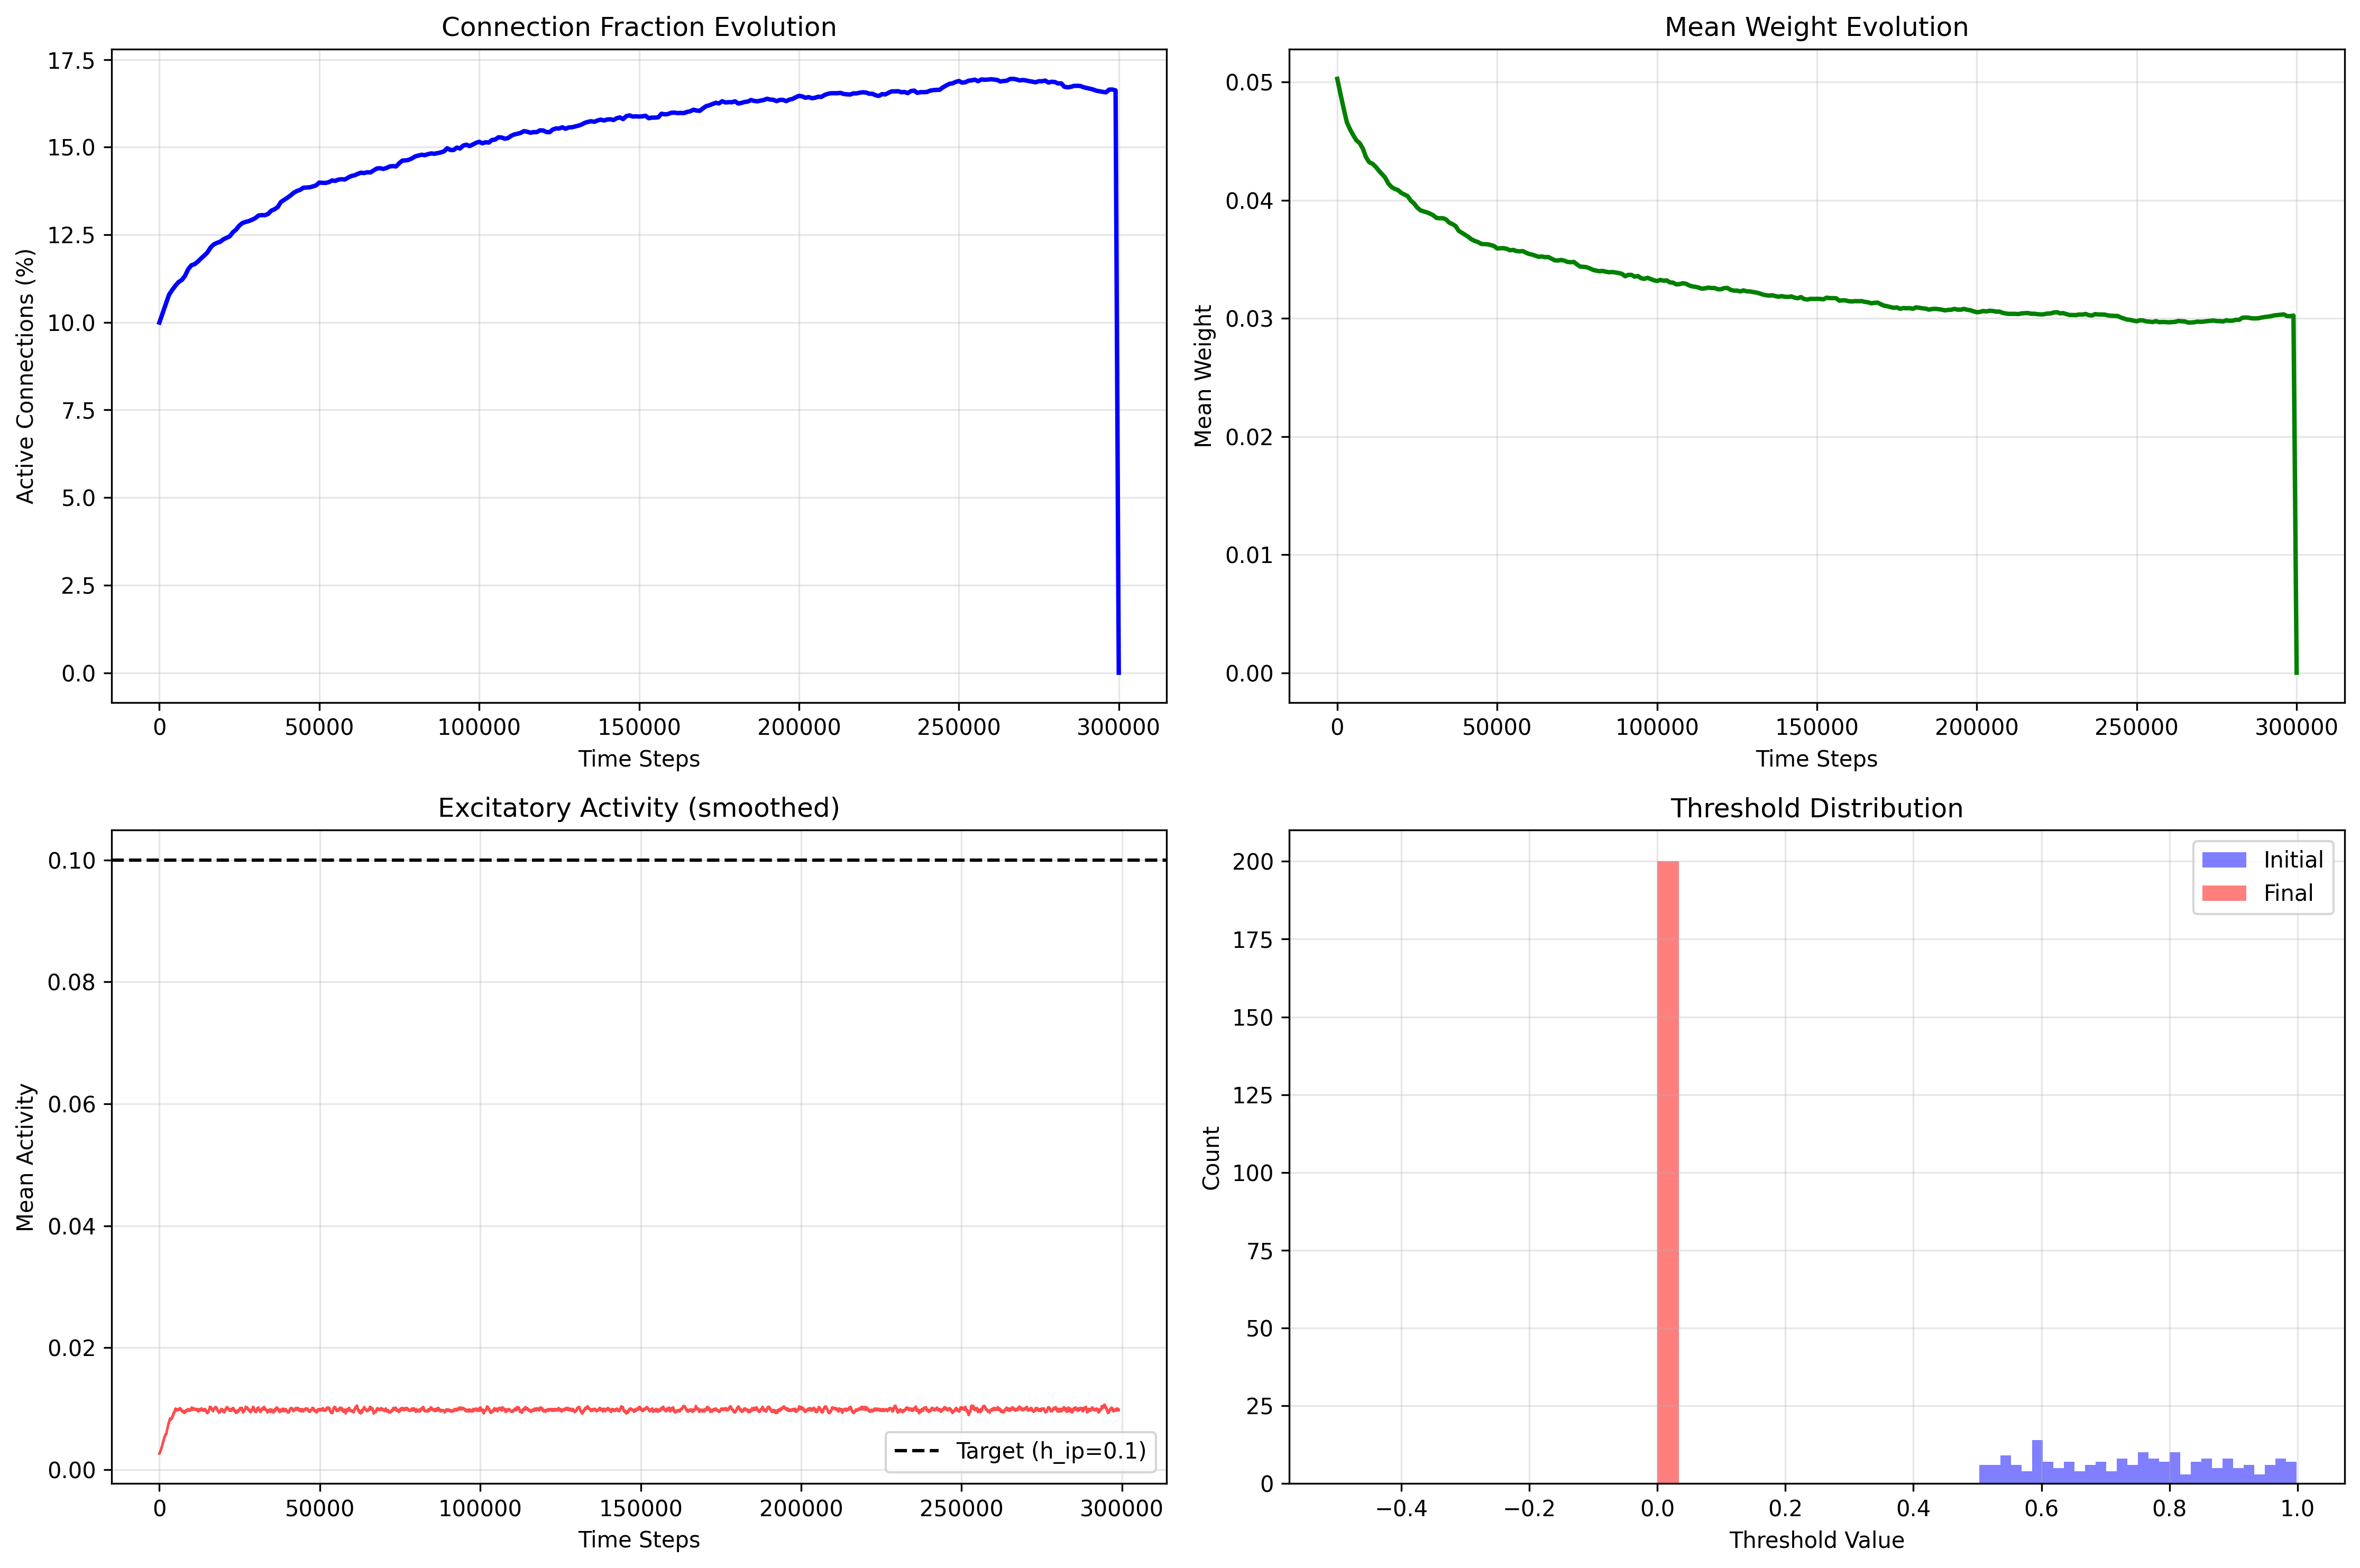 Connection Fraction Evolution
Active Connections (%)
17.5
15.0
12.5
10.0
7.5
5.0
2.5
0.0
0 50000 100000 150000 200000 250000 300000
Time Steps
Mean Weight Evolution
Mean Weight
0.05
0.04
0.03
0.02
0.01
0.00
0 50000 100000 150000 200000 250000 300000
Time Steps
Excitatory Activity (smoothed)
Mean Activity
0.10
0.08
0.06
0.04
0.02
0.00
Target (h_ip=0.1)
0 50000 100000 150000 200000 250000 300000
Time Steps
Threshold Distribution
Count
200
175
150
125
100
75
50
25
0
Initial
Final
−0.4 −0.2 0.0 0.2 0.4 0.6 0.8 1.0
Threshold Value